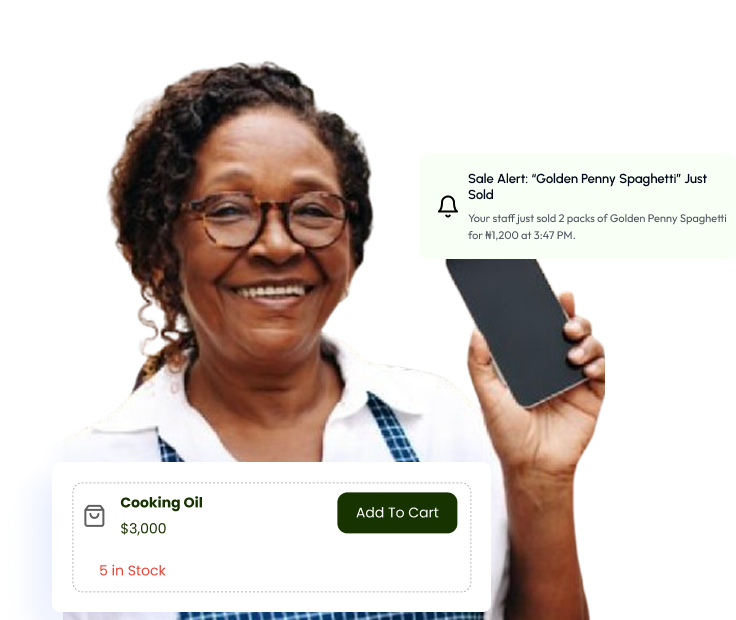 Sale Alert: “Golden Penny Spaghetti” Just
Sold
Your staff just sold 2 packs of Golden Penny Spaghetti
for ₦1,200 at 3:47 PM.
Cooking Oil
$3,000
Add To Cart
5 in Stock